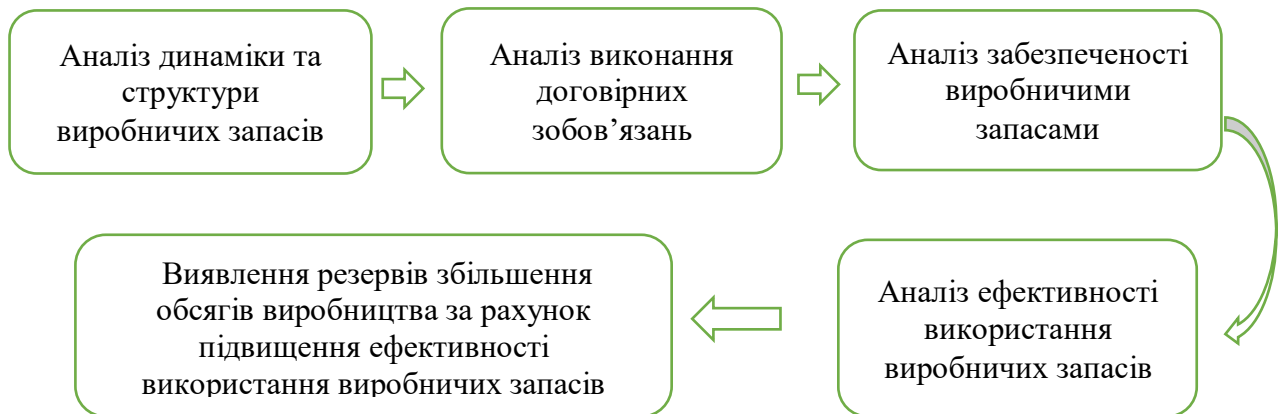 Аналіз динаміки та
структури
виробничих запасів
Аналіз виконання
договірних
зобов’язань
Аналіз забезпеченості
виробничими
запасами
Аналіз ефективності
використання
виробничих запасів
Виявлення резервів збільшення
обсягів виробництва за рахунок
підвищення ефективності
використання виробничих запасів